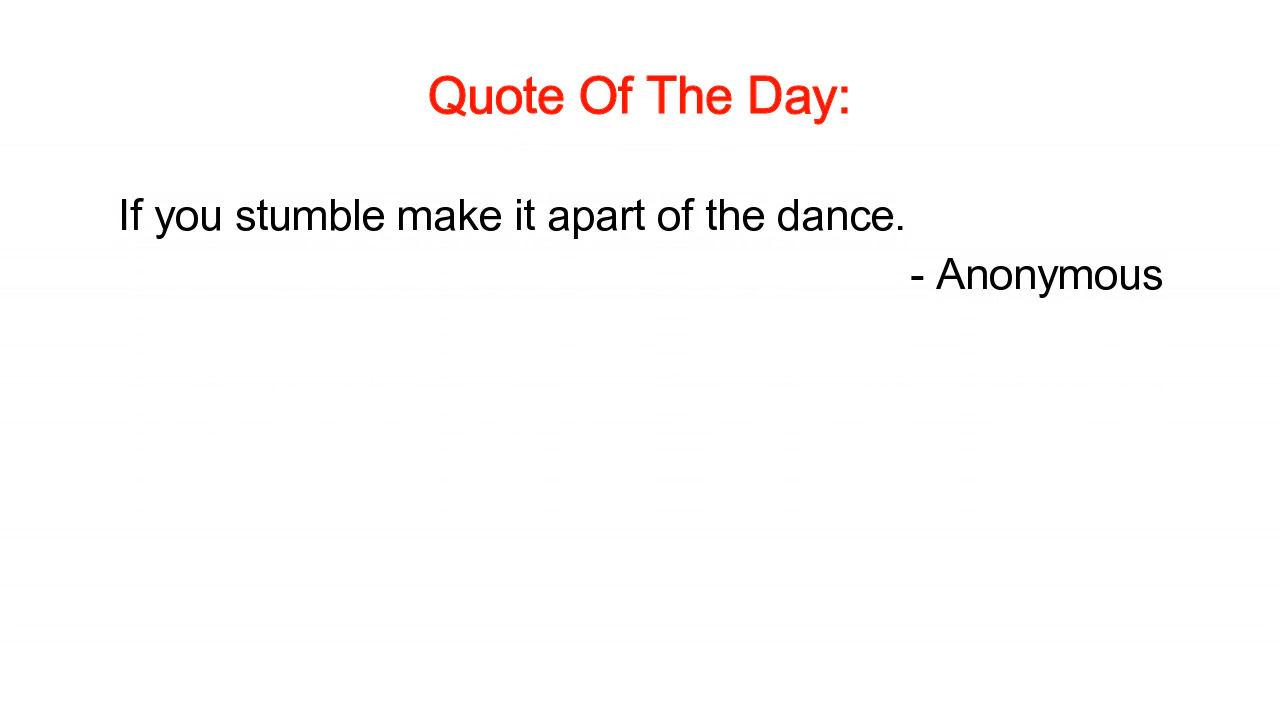 Quote Of The Day:
If you stumble make it apart of the dance.
- Anonymous